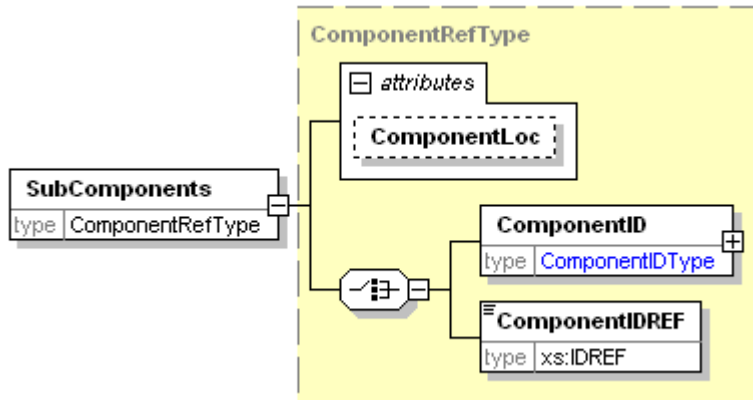 ComponentRefType
attributes
ComponentLoc
SubComponents
type ComponentRefType
ComponentID
type ComponentIDType
ComponentIDREF
type xs:IDREF